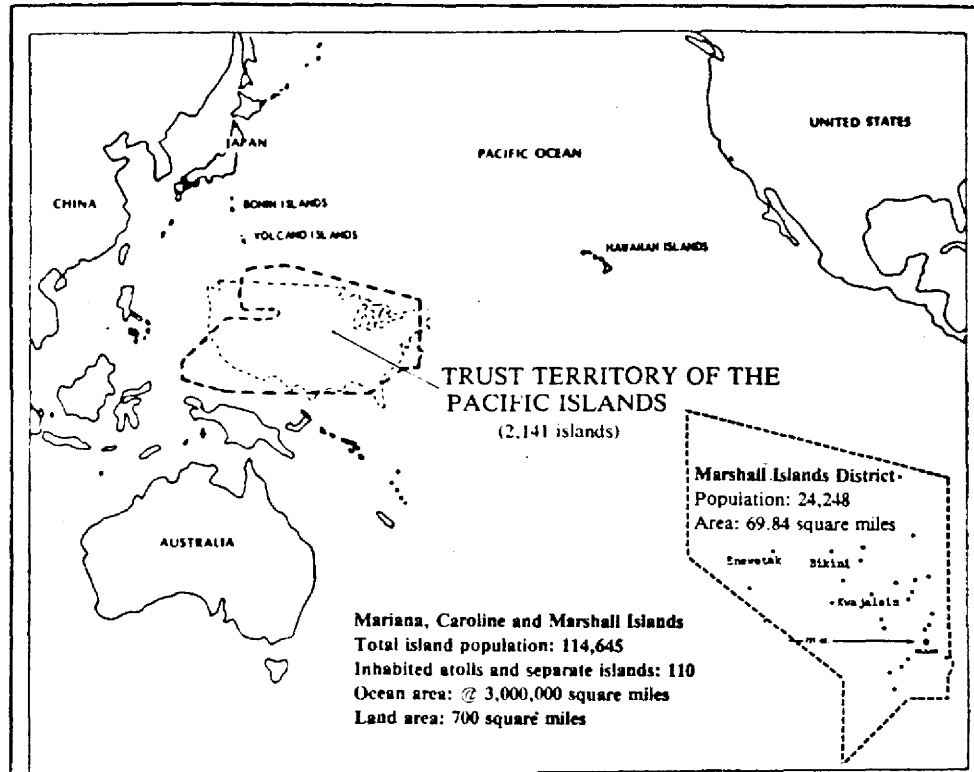 UNITED STATES
JAPAN
PACIFIC OCEAN
CHINA
BONIN ISLANDS
VOLCANO ISLANDS
HAWAIIAN ISLANDS
TRUST TERRITORY OF THE
PACIFIC ISLANDS
(2,141 islands)
Marshall Islands District
Population: 24,248
Area: 69.84 square miles
AUSTRALIA
Enewetak
Bikini
Kwajalein
Mariana, Caroline and Marshall Islands
Total island population: 114,645
Inhabited atolls and separate islands: 110
Ocean area: @ 3,000,000 square miles
Land area: 700 square miles